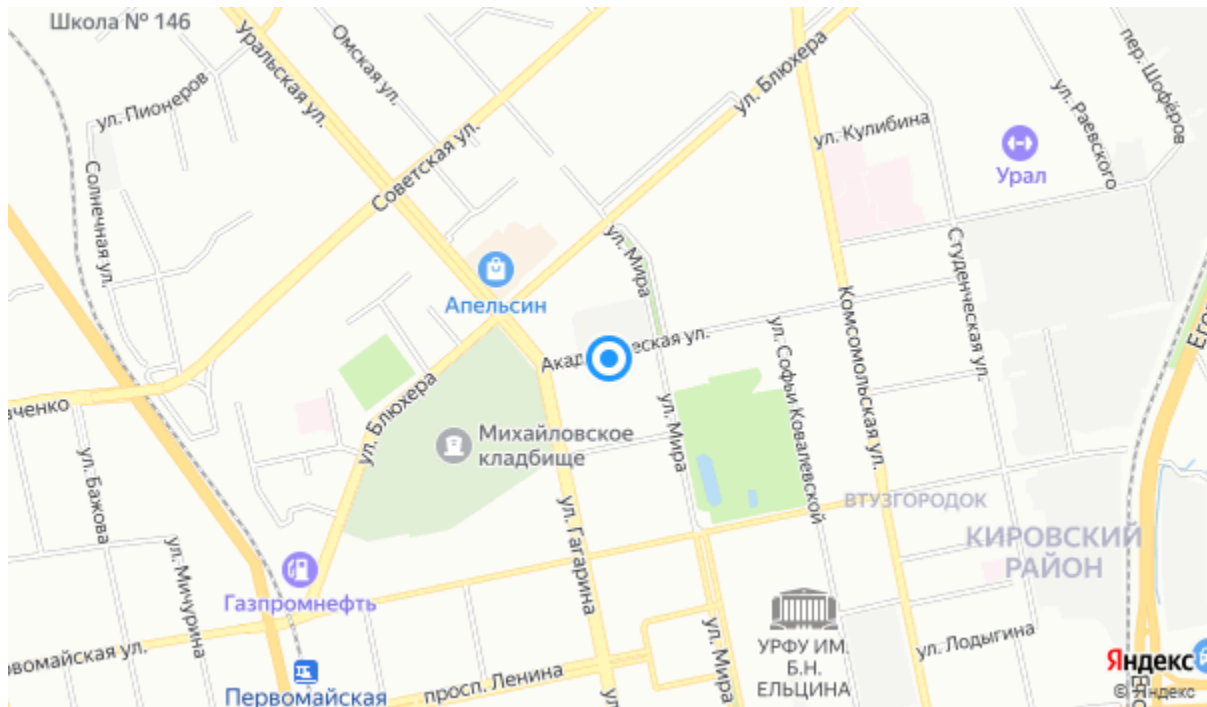 Школа № 146
Омская ул.
Уральская ул.
ул. Пионеров
Советская ул.
ул. Блюхера
ул. Кулибина
пер. Шофёров
ул. Раевского
Урал
Солнечная ул.
ул. Мира
Студенческая ул.
Апельсин
Комсомольская ул.
ул. Софьи Ковалевской
ул. Блюхера
Михайловское
кладбище
ул. Мира
ул. Бажова
ул. Гагарина
ВТУЗГОРОДОК
КИРОВСКИЙ
РАЙОН
ул. Мичурина
Газпромнефть
УРФУ ИМ.
Б.Н.
ЕЛЬЦИНА
ул. Мира
ул. Лодыгина
просп. Ленина
Первомайская
Яндекс
© Яндекс